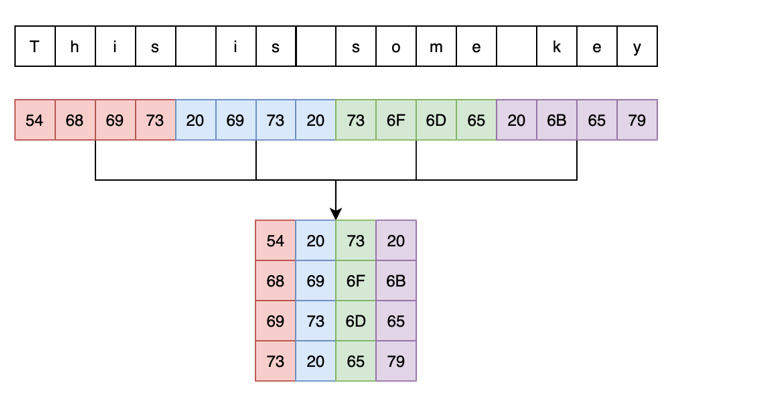 T h i s i s s o m e k e y
54 68 69 73 20 69 73 20 73 6F 6D 65 20 6B 65 79
54 20 73 20
68 69 6F 6B
69 73 6D 65
73 20 65 79